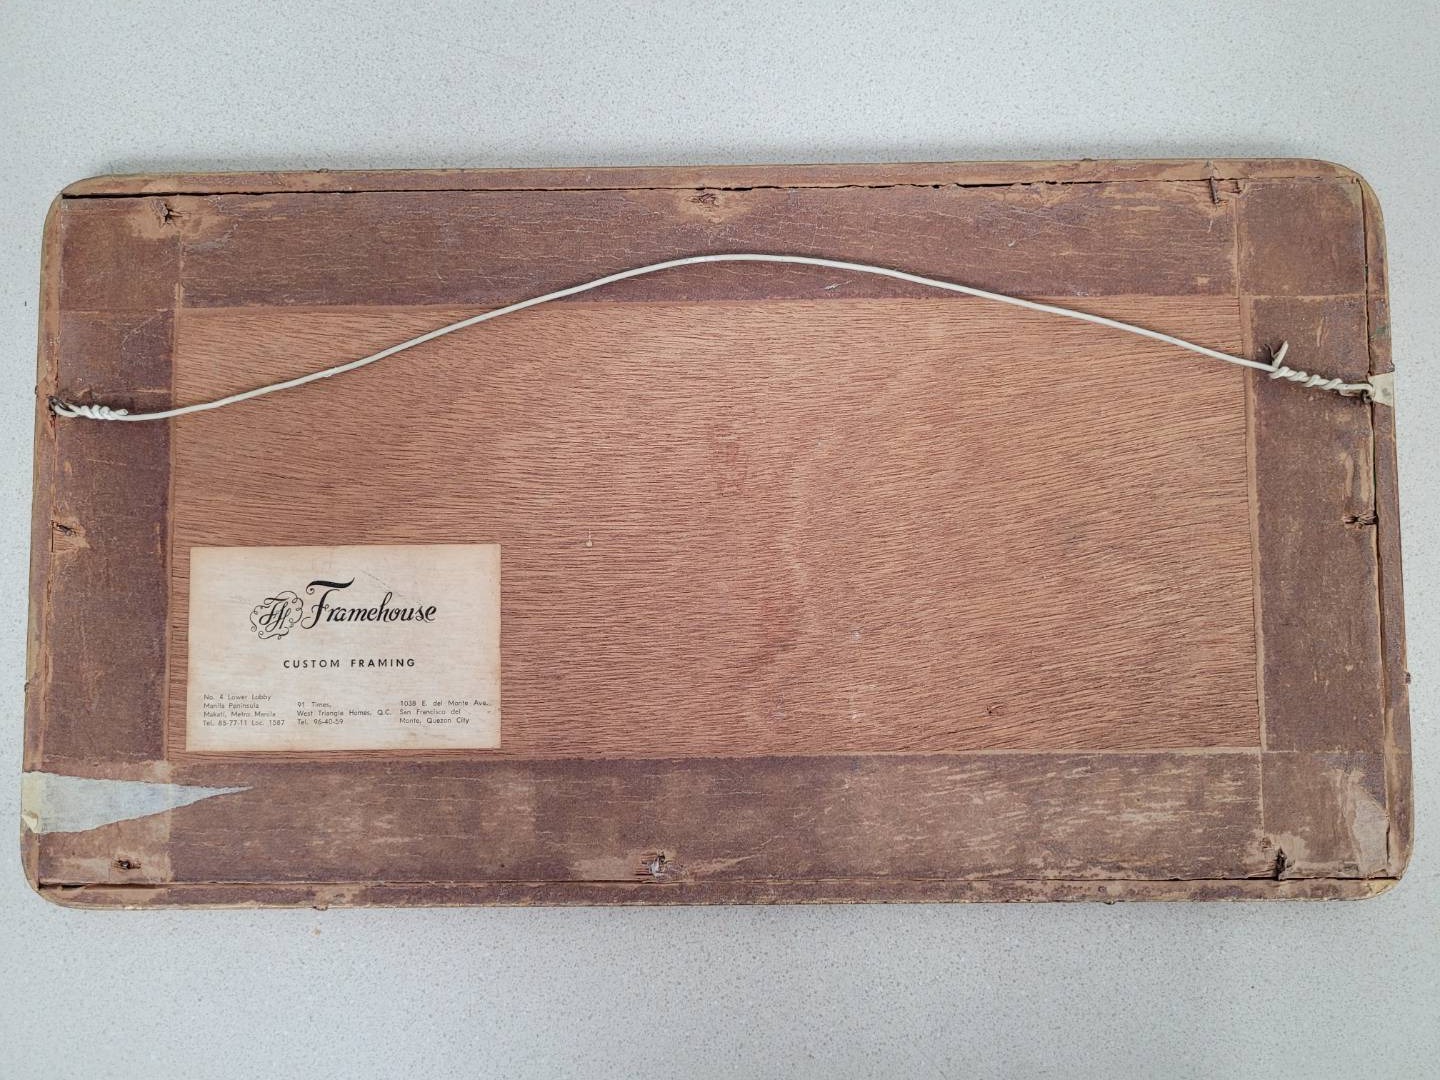 FH Framehouse
CUSTOM FRAMING
No. 4 Lower Lobby
Manila Peninsula
Makati, Metro Manila
Tel. 85-77-11 Loc. 1587
91 Times,
West Triangle Homes, Q.C.
Tel. 96-40-59
1038 E. del Monte Ave.,
San Francisco del
Monte, Quezon City